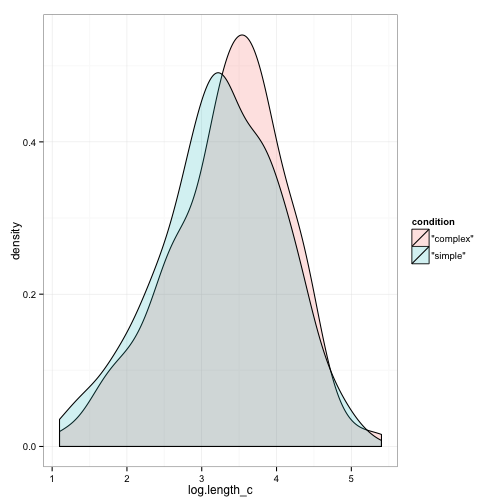 density
0.4
0.2
0.0
1 2 3 4 5
log.length_c
condition
"complex"
"simple"